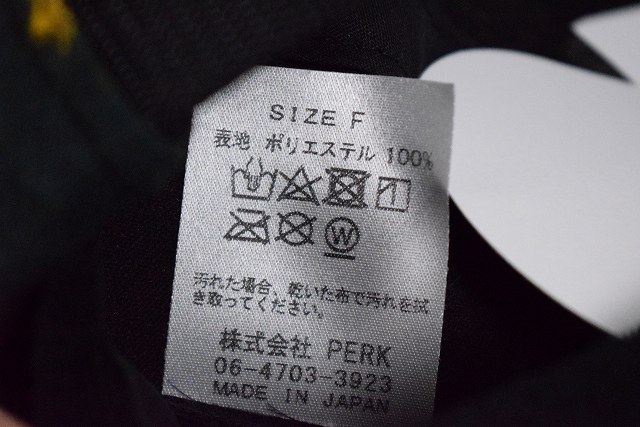 SIZE F
表地 ポリエステル 100%
W
汚れた場合、乾いた布で汚れを拭
き取ってください。
株式会社 PERK
06-4703-3923
MADE IN JAPAN